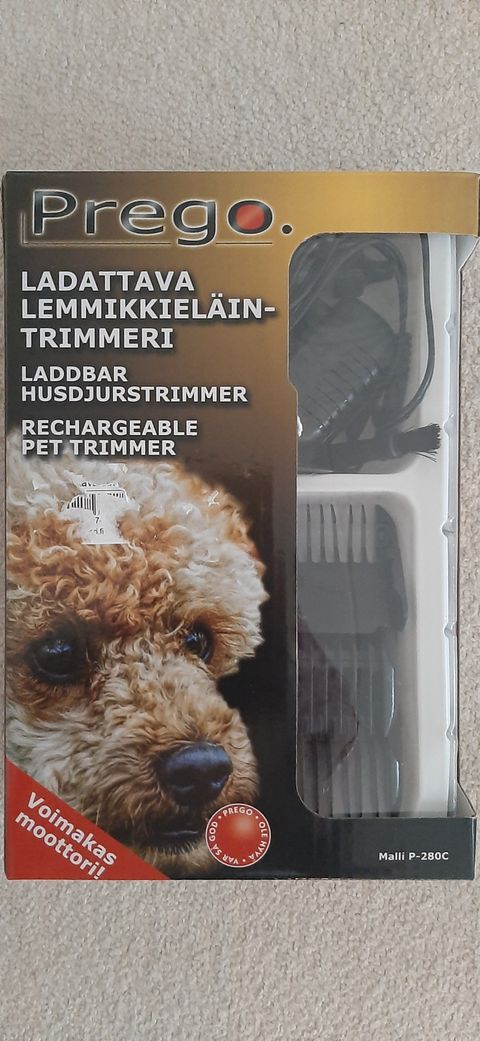 Prego.
LADATTAVA
LEMMIKKIELÄIN-
TRIMMERI
LADDBAR
HUSDJURSTRIMMER
RECHARGEABLE
PET TRIMMER
Voimakas
moottori!
PREGO • OLE HYVÄ • VAR SÅ GOD •
Malli P-280C